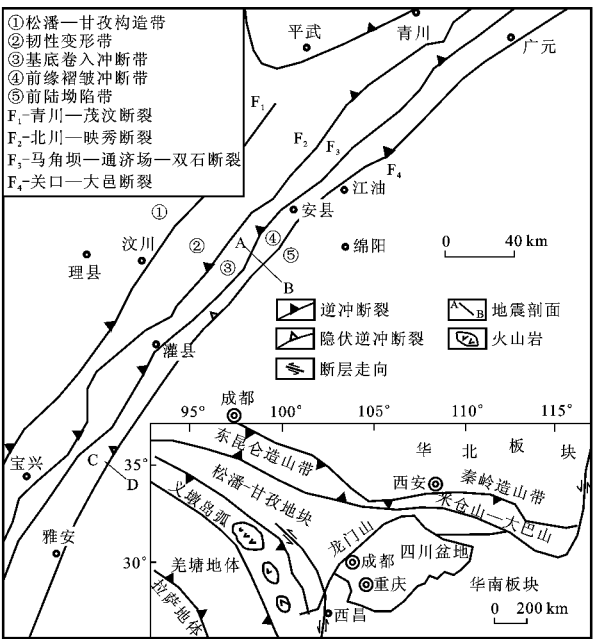 ①松潘—甘孜构造带
②韧性变形带
③基底卷入冲断带
④前缘褶皱冲断带
⑤前陆坳陷带
F₁-青川—茂汶断裂
F₂-北川—映秀断裂
F₃-马角坝—通济场—双石断裂
F₄-关口—大邑断裂
平武
青川
广元
F₁
F₂
F₃
F₄
江油
安县
①
汶川
②
A
④
③
⑤
绵阳
0 40 km
理县
B
逆冲断裂
A B 地震剖面
隐伏逆冲断裂
火山岩
断层走向
灌县
成都
95° 100° 105° 110° 115°
宝兴
C
D
35°
东昆仑造山带
华北板块
西安
秦岭造山带
松潘-甘孜地块
米仓山—大巴山
义墩岛弧
龙门山
雅安
30°
羌塘地体
成都
四川盆地
重庆
华南板块
拉萨地体
西昌
0 200 km